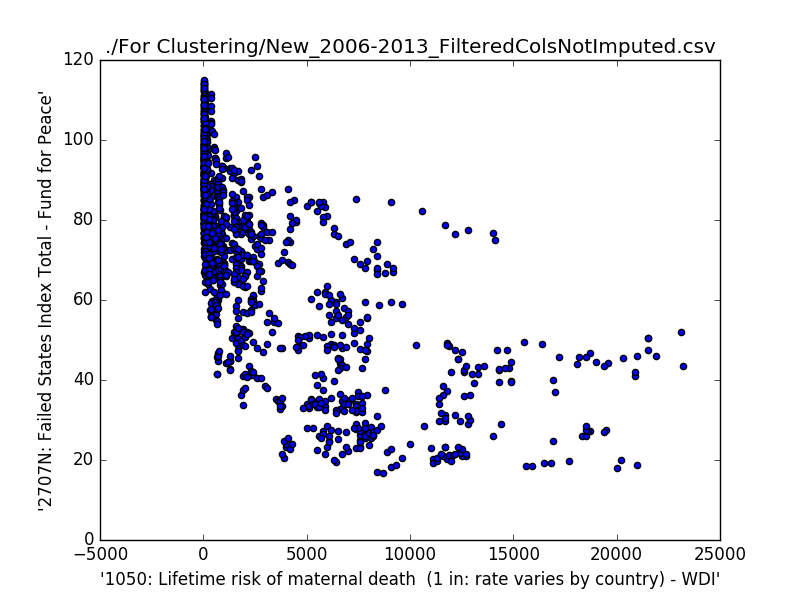 ./For Clustering/New_2006-2013_FilteredColsNotImputed.csv
120
100
80
60
40
20
0
'2707N: Failed States Index Total - Fund for Peace'
−5000 0 5000 10000 15000 20000 25000
'1050: Lifetime risk of maternal death  (1 in: rate varies by country) - WDI'